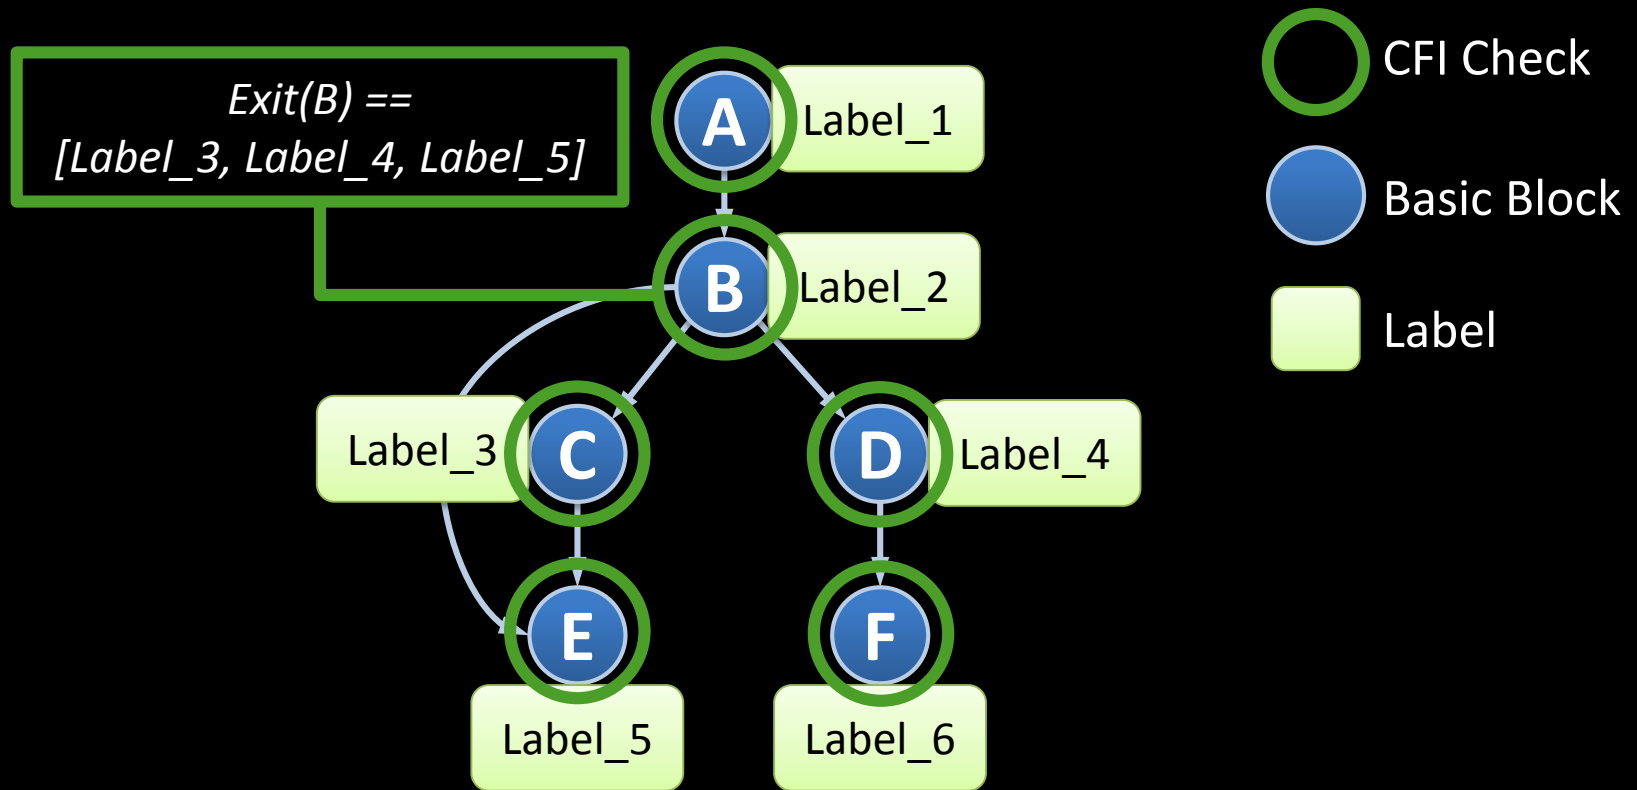 Exit(B) ==
[Label_3, Label_4, Label_5]
A
Label_1
B
Label_2
Label_3
C
D
Label_4
E
F
Label_5
Label_6
CFI Check
Basic Block
Label